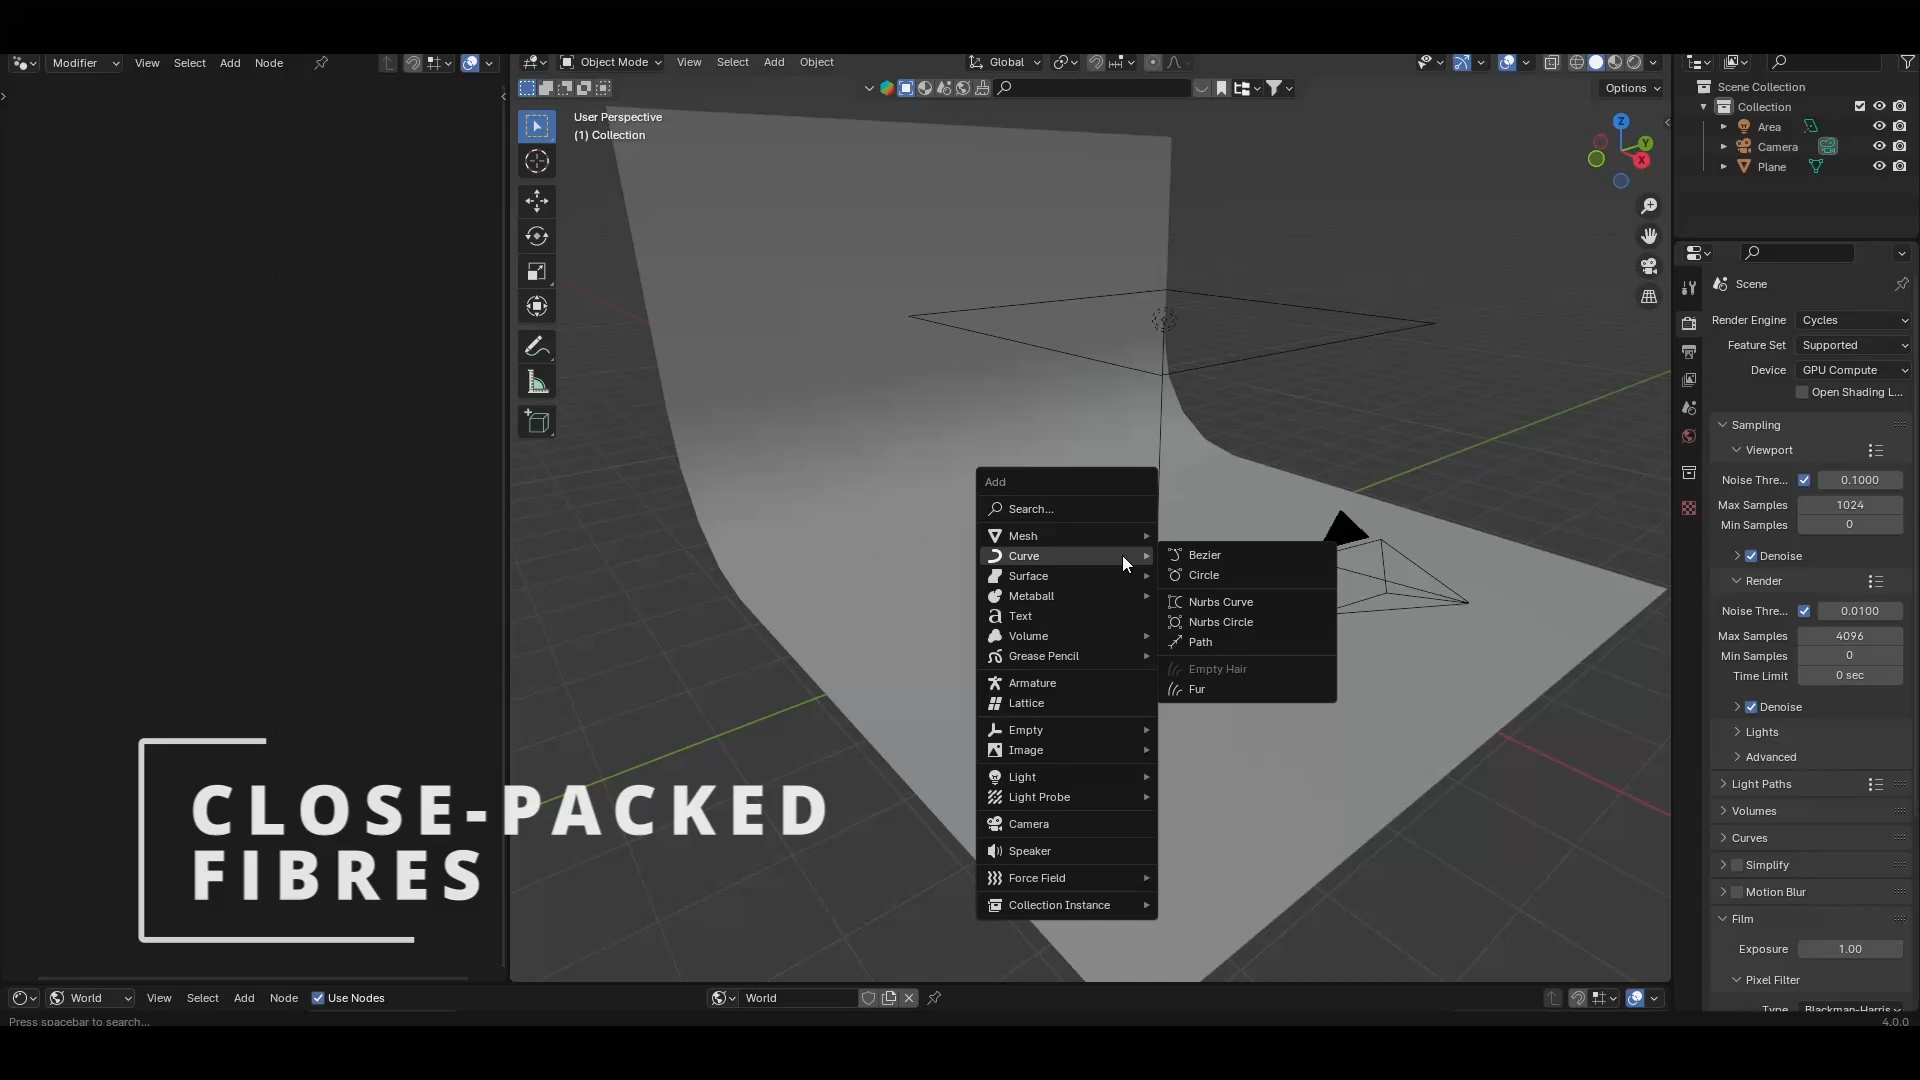 Modifier View Select Add Node
Object Mode View Select Add Object Global
Options
User Perspective
(1) Collection
Z
Y
X
Add
Search...
Mesh
Curve
Surface
Metaball
Text
Volume
Grease Pencil
Armature
Lattice
Empty
Image
Light
Light Probe
Camera
Speaker
Force Field
Collection Instance
Bezier
Circle
Nurbs Curve
Nurbs Circle
Path
Empty Hair
Fur
CLOSE-PACKED
FIBRES
Scene Collection
Collection
Area
Camera
Plane
Scene
Render Engine Cycles
Feature Set Supported
Device GPU Compute
Open Shading L...
Sampling
Viewport
Noise Thre... 0.1000
Max Samples 1024
Min Samples 0
Denoise
Render
Noise Thre... 0.0100
Max Samples 4096
Min Samples 0
Time Limit 0 sec
Denoise
Lights
Advanced
Light Paths
Volumes
Curves
Simplify
Motion Blur
Film
Exposure 1.00
Pixel Filter
Type Blackman-Harris
World View Select Add Node Use Nodes World
Press spacebar to search...
4.0.0